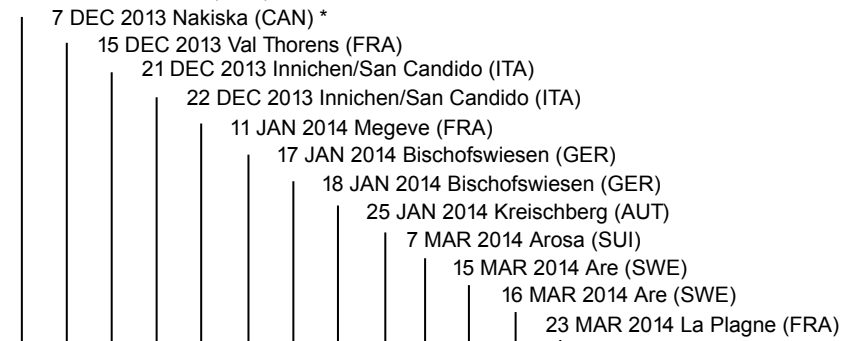 7 DEC 2013 Nakiska (CAN) *
15 DEC 2013 Val Thorens (FRA)
21 DEC 2013 Innichen/San Candido (ITA)
22 DEC 2013 Innichen/San Candido (ITA)
11 JAN 2014 Megeve (FRA)
17 JAN 2014 Bischofswiesen (GER)
18 JAN 2014 Bischofswiesen (GER)
25 JAN 2014 Kreischberg (AUT)
7 MAR 2014 Arosa (SUI)
15 MAR 2014 Are (SWE)
16 MAR 2014 Are (SWE)
23 MAR 2014 La Plagne (FRA)